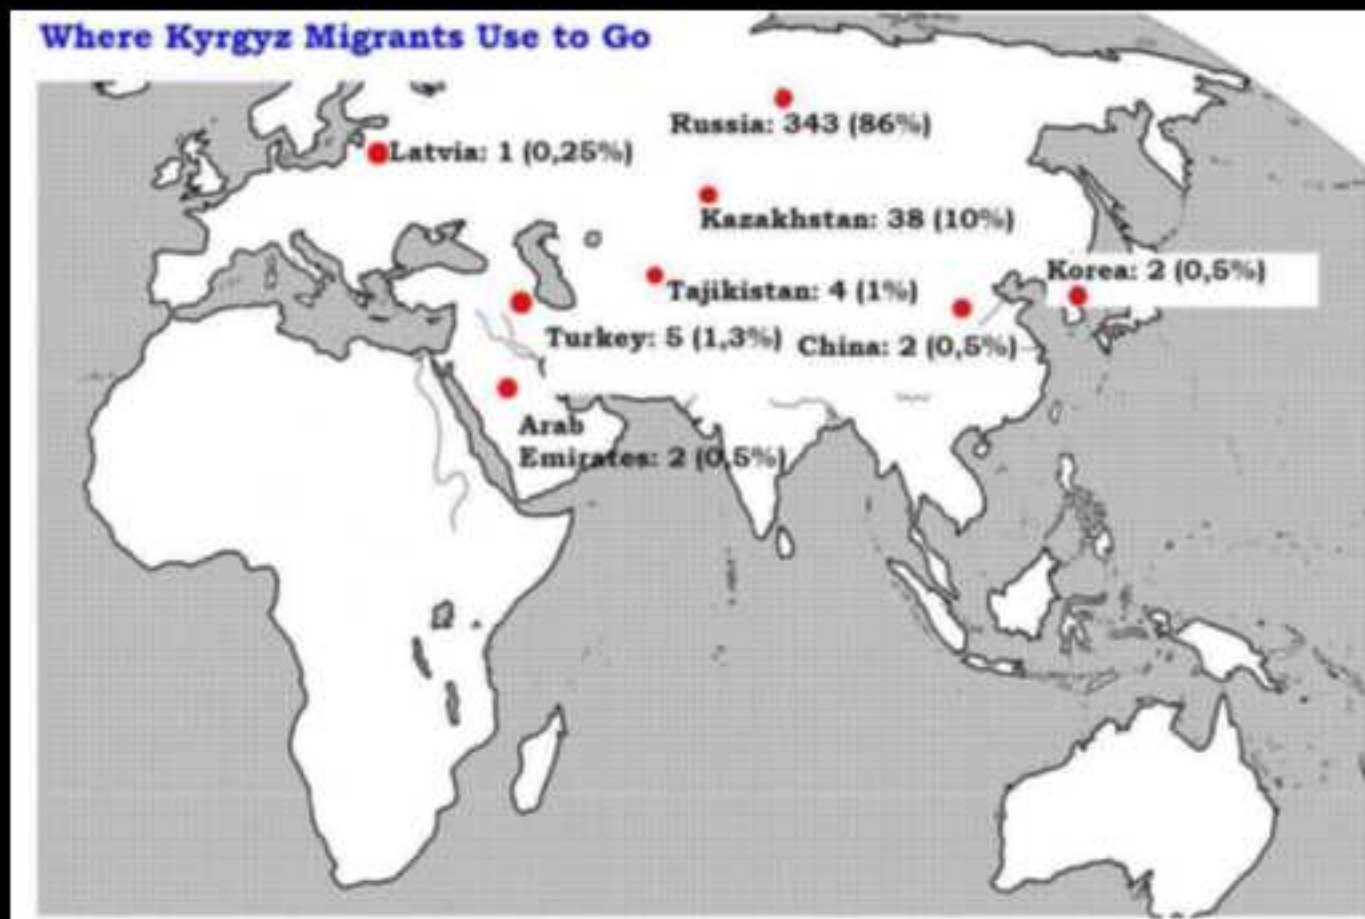 Where Kyrgyz Migrants Use to Go
Russia: 343 (86%)
Latvia: 1 (0,25%)
Kazakhstan: 38 (10%)
Korea: 2 (0,5%)
Tajikistan: 4 (1%)
Turkey: 5 (1,3%)
China: 2 (0,5%)
Arab
Emirates: 2 (0,5%)